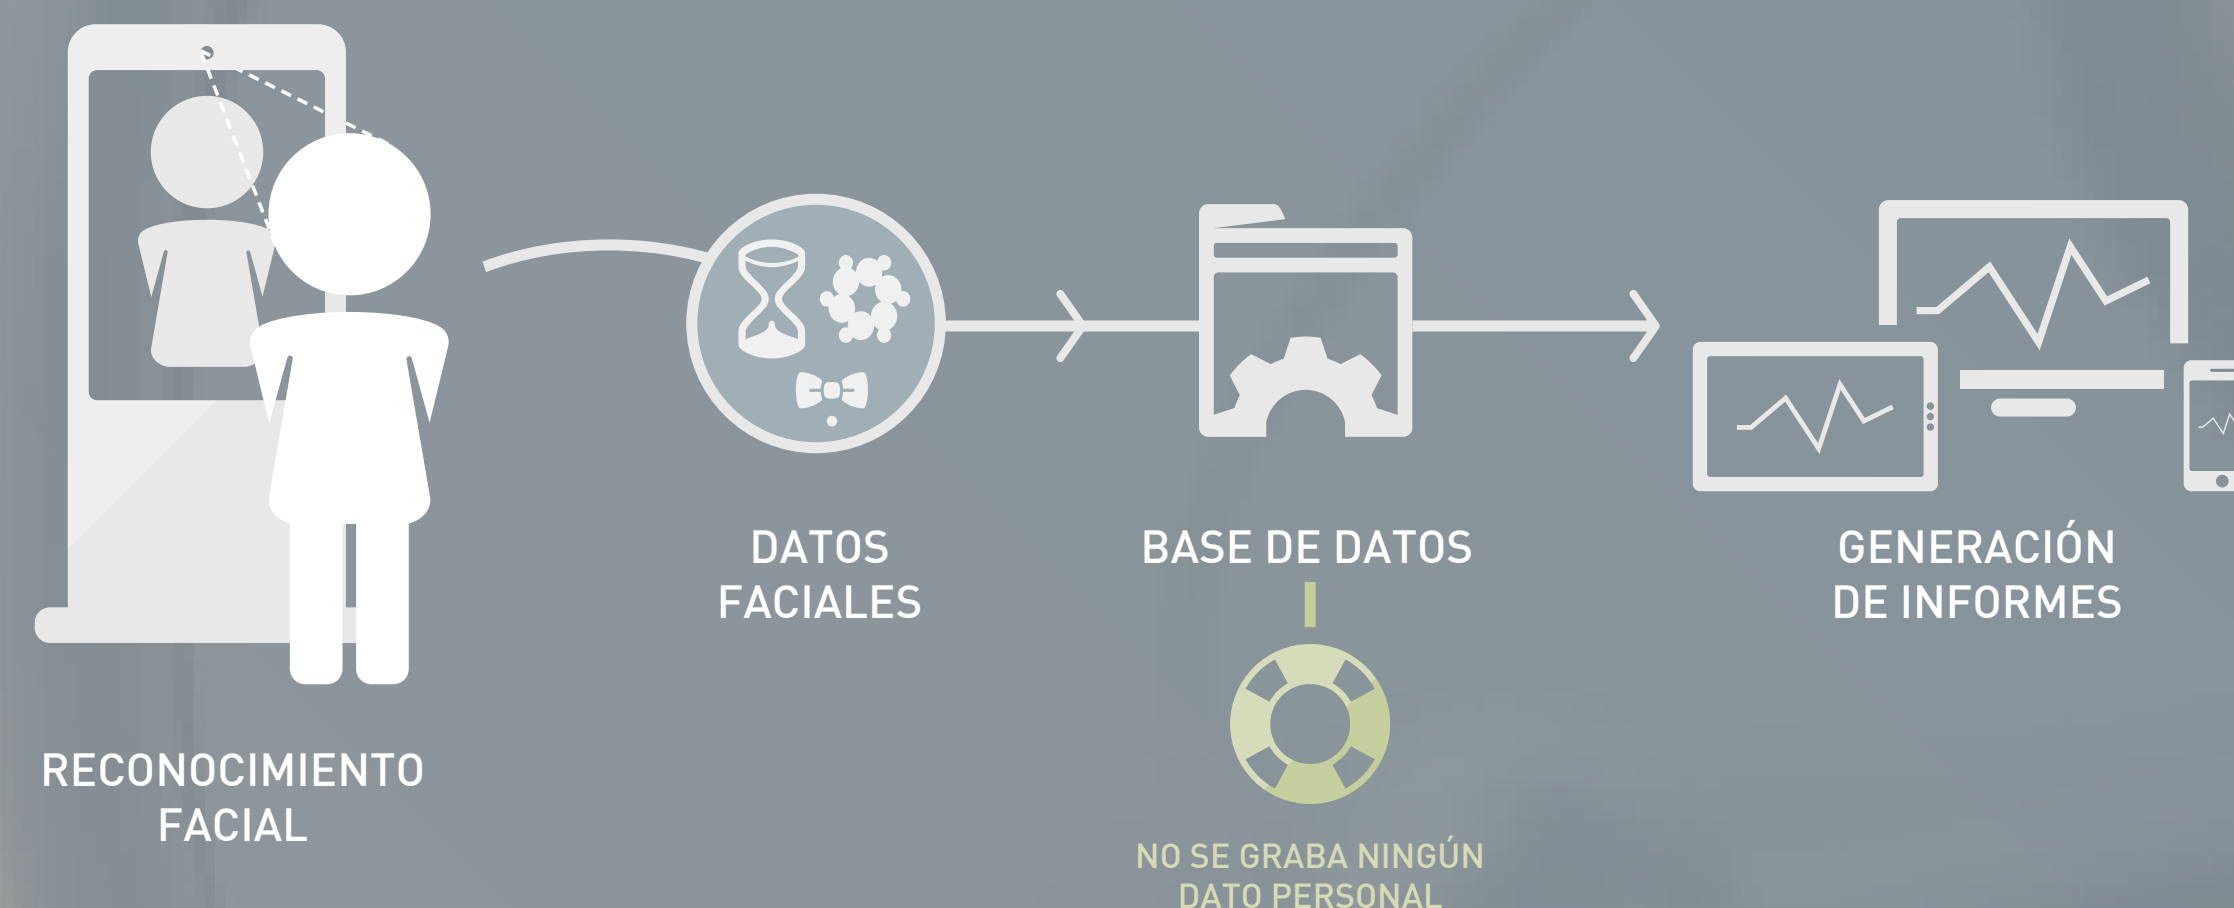 RECONOCIMIENTO
FACIAL
DATOS
FACIALES
BASE DE DATOS
NO SE GRABA NINGÚN
DATO PERSONAL
GENERACIÓN
DE INFORMES